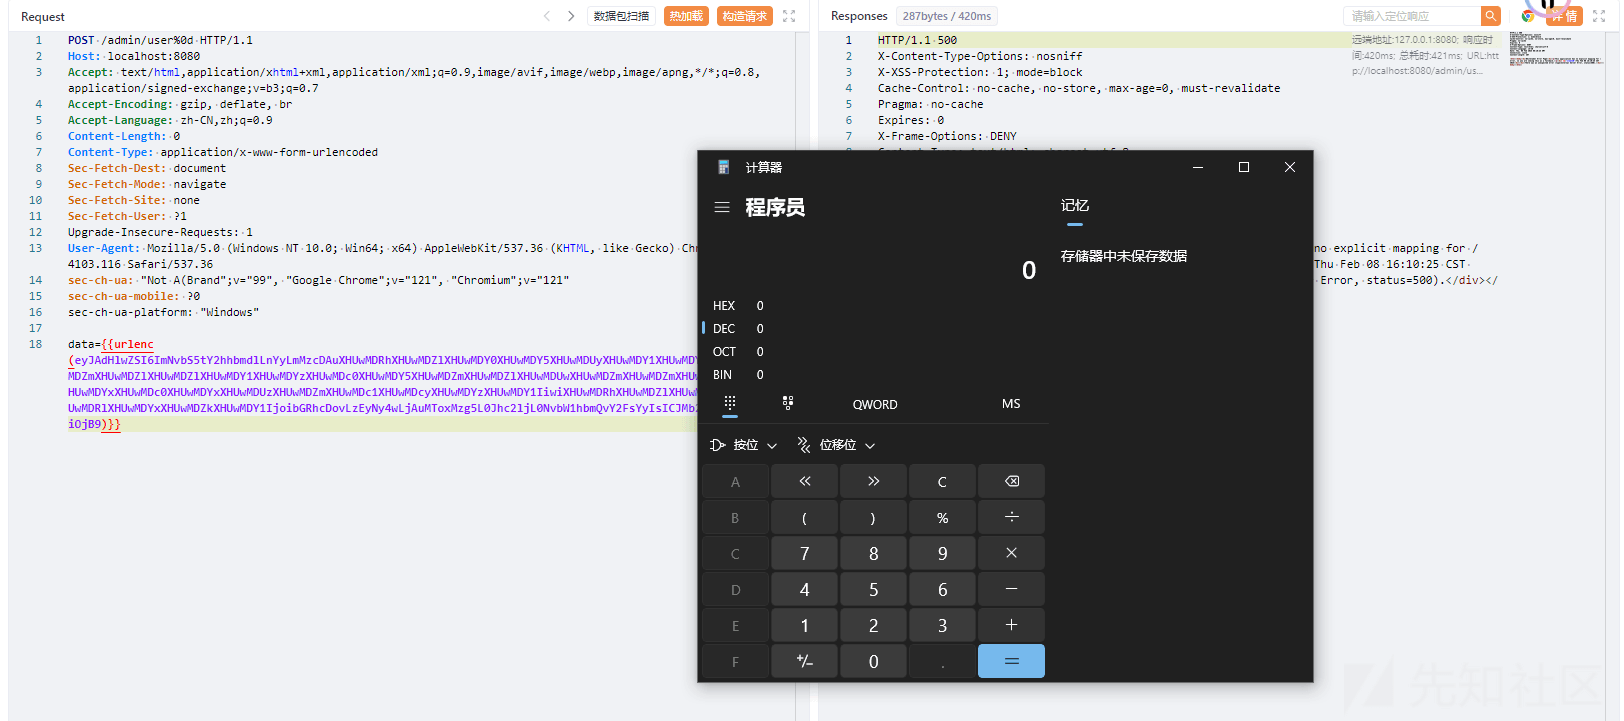 Request
数据包扫描
热加载
构造请求
1 POST /admin/user%0d HTTP/1.1
2 Host: localhost:8080
3 Accept: text/html,application/xhtml+xml,application/xml;q=0.9,image/avif,image/webp,image/apng,*/*;q=0.8,
application/signed-exchange;v=b3;q=0.7
4 Accept-Encoding: gzip, deflate, br
5 Accept-Language: zh-CN,zh;q=0.9
6 Content-Length: 0
7 Content-Type: application/x-www-form-urlencoded
8 Sec-Fetch-Dest: document
9 Sec-Fetch-Mode: navigate
10 Sec-Fetch-Site: none
11 Sec-Fetch-User: ?1
12 Upgrade-Insecure-Requests: 1
13 User-Agent: Mozilla/5.0 (Windows NT 10.0; Win64; x64) AppleWebKit/537.36 (KHTML, like Gecko) Chr
4103.116 Safari/537.36
14 sec-ch-ua: "Not A(Brand";v="99", "Google Chrome";v="121", "Chromium";v="121"
15 sec-ch-ua-mobile: ?0
16 sec-ch-ua-platform: "Windows"
17
18 data={{urlenc
Responses
287bytes / 420ms
请输入定位响应
详情
1 HTTP/1.1 500
2 X-Content-Type-Options: nosniff
3 X-XSS-Protection: 1; mode=block
4 Cache-Control: no-cache, no-store, max-age=0, must-revalidate
5 Pragma: no-cache
6 Expires: 0
7 X-Frame-Options: DENY
8
远端地址:127.0.0.1:8080; 响应时
间:420ms; 总耗时:421ms; URL:htt
p://localhost:8080/admin/us...
no explicit mapping for /
Thu Feb 08 16:10:25 CST
Error, status=500).</div></
计算器
程序员
0
HEX 0
DEC 0
OCT 0
BIN 0
QWORD
MS
按位
位移位
A « » C
B ( ) % ÷
C 7 8 9 ×
D 4 5 6 −
E 1 2 3 +
F +/− 0 . =
记忆
存储器中未保存数据
先知社区